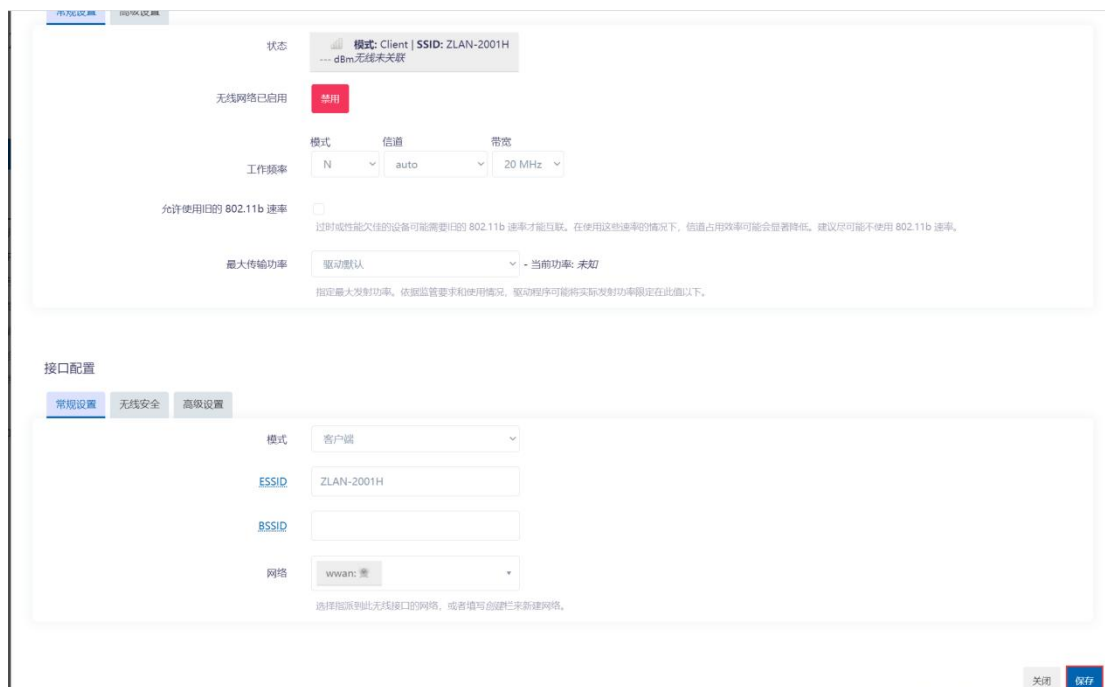 常规设置 高级设置
状态
模式: Client | SSID: ZLAN-2001H
--- dBm 无线未关联
无线网络已启用 禁用
模式 信道 带宽
工作频率 N auto 20 MHz
允许使用旧的 802.11b 速率
过时或性能欠佳的设备可能需要旧的 802.11b 速率才能互联。在使用这些速率的情况下，信道占用效率可能会显著降低。建议尽可能不使用 802.11b 速率。
最大传输功率 驱动默认 - 当前功率: 未知
指定最大发射功率。依据监管要求和使用情况，驱动程序可能将实际发射功率限定在此值以下。
接口配置
常规设置 无线安全 高级设置
模式 客户端
ESSID ZLAN-2001H
BSSID
网络 wwan:
选择指派到此无线接口的网络，或者填写创建栏来新建网络。
关闭 保存